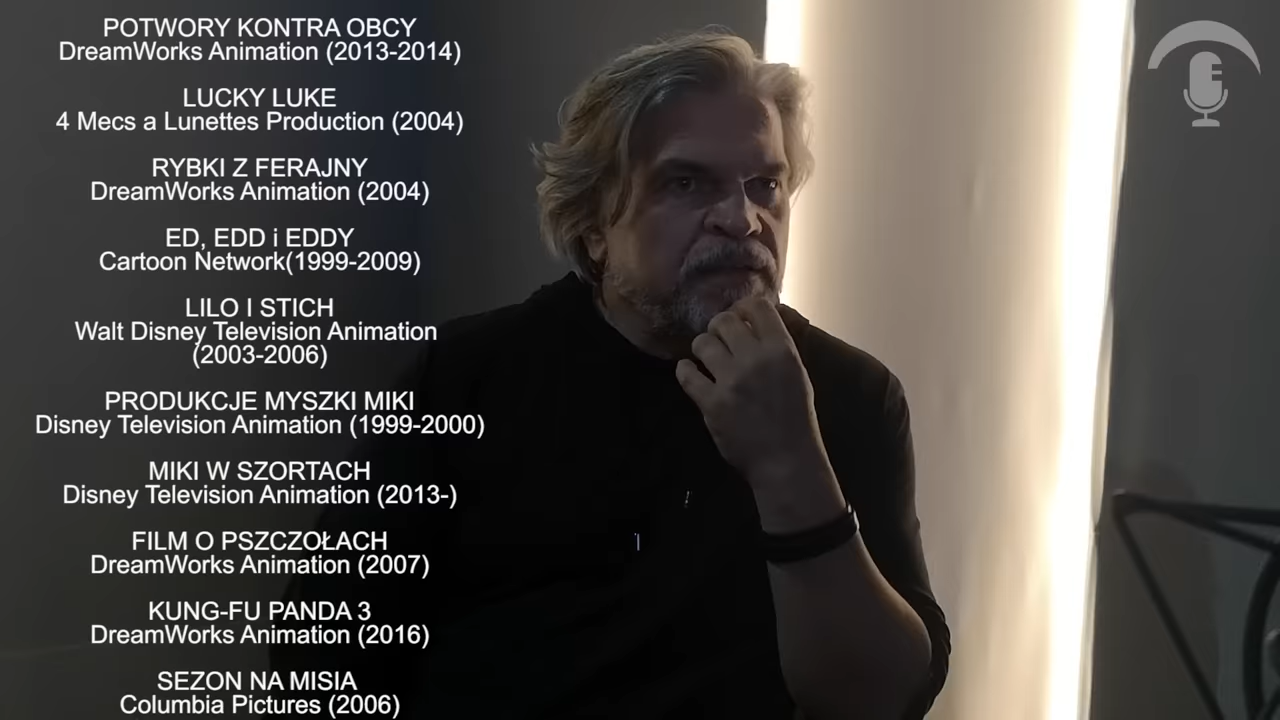 POTWORY KONTRA OBCY
DreamWorks Animation (2013-2014)
LUCKY LUKE
4 Mecs a Lunettes Production (2004)
RYBKI Z FERAJNY
DreamWorks Animation (2004)
ED, EDD i EDDY
Cartoon Network(1999-2009)
LILO I STICH
Walt Disney Television Animation
(2003-2006)
PRODUKCJE MYSZKI MIKI
Disney Television Animation (1999-2000)
MIKI W SZORTACH
Disney Television Animation (2013-)
FILM O PSZCZOŁACH
DreamWorks Animation (2007)
KUNG-FU PANDA 3
DreamWorks Animation (2016)
SEZON NA MISIA
Columbia Pictures (2006)